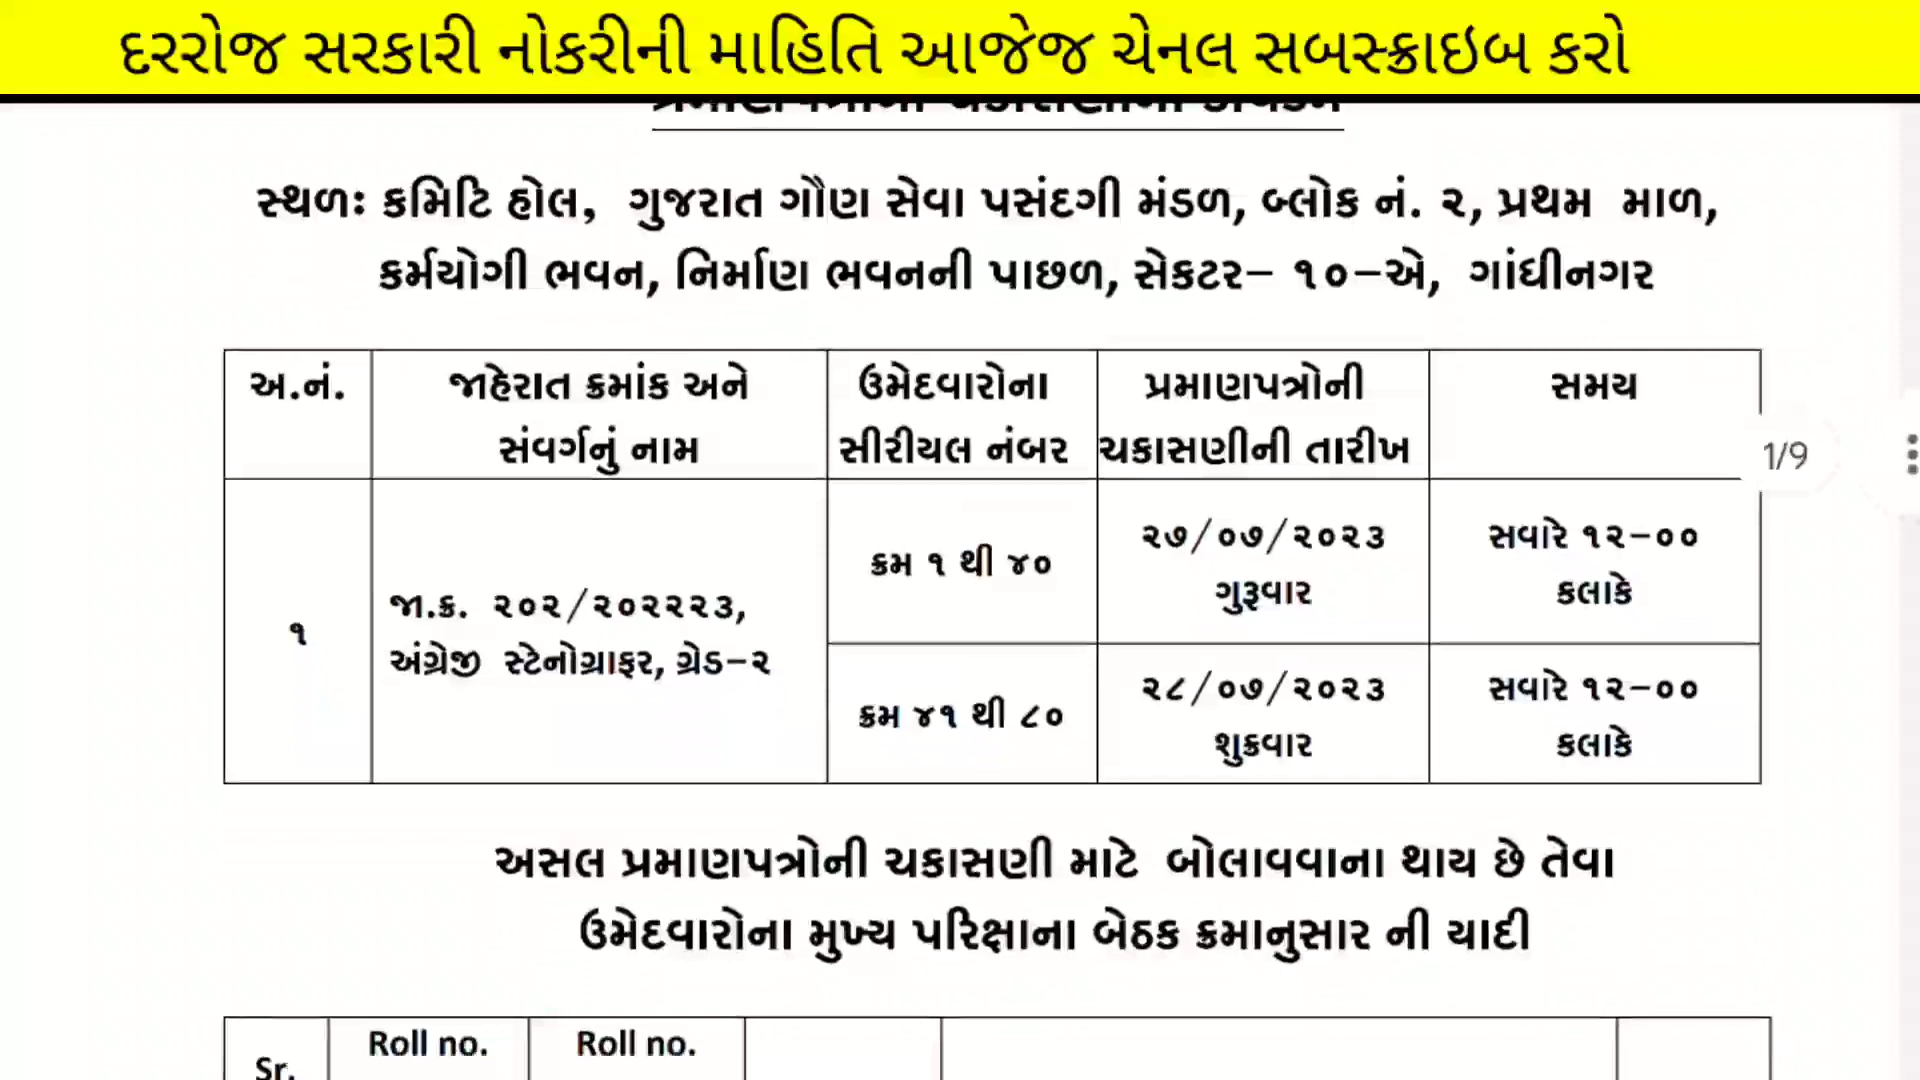 દરરોજ સરકારી નોકરીની માહિતિ આજેજ ચેનલ સબસ્ક્રાઇબ કરો
સ્થળઃ કમિટિ હોલ, ગુજરાત ગૌણ સેવા પસંદગી મંડળ, બ્લોક નં. ૨, પ્રથમ માળ,
કર્મયોગી ભવન, નિર્માણ ભવનની પાછળ, સેકટર– ૧૦–એ, ગાંધીનગર
અ.નં.
જાહેરાત ક્રમાંક અને
સંવર્ગનું નામ
ઉમેદવારોના
સીરીયલ નંબર
પ્રમાણપત્રોની
ચકાસણીની તારીખ
સમય
1/9
૧
જા.ક્ર. ૨૦૨/૨૦૨૨૨૩,
અંગ્રેજી સ્ટેનોગ્રાફર, ગ્રેડ–૨
ક્રમ ૧ થી ૪૦
૨૭/૦૭/૨૦૨૩
ગુરૂવાર
સવારે ૧૨–૦૦
કલાકે
ક્રમ ૪૧ થી ૮૦
૨૮/૦૭/૨૦૨૩
શુક્રવાર
સવારે ૧૨–૦૦
કલાકે
અસલ પ્રમાણપત્રોની ચકાસણી માટે બોલાવવાના થાય છે તેવા
ઉમેદવારોના મુખ્ય પરિક્ષાના બેઠક ક્રમાનુસાર ની યાદી
Sr.
Roll no.
Roll no.